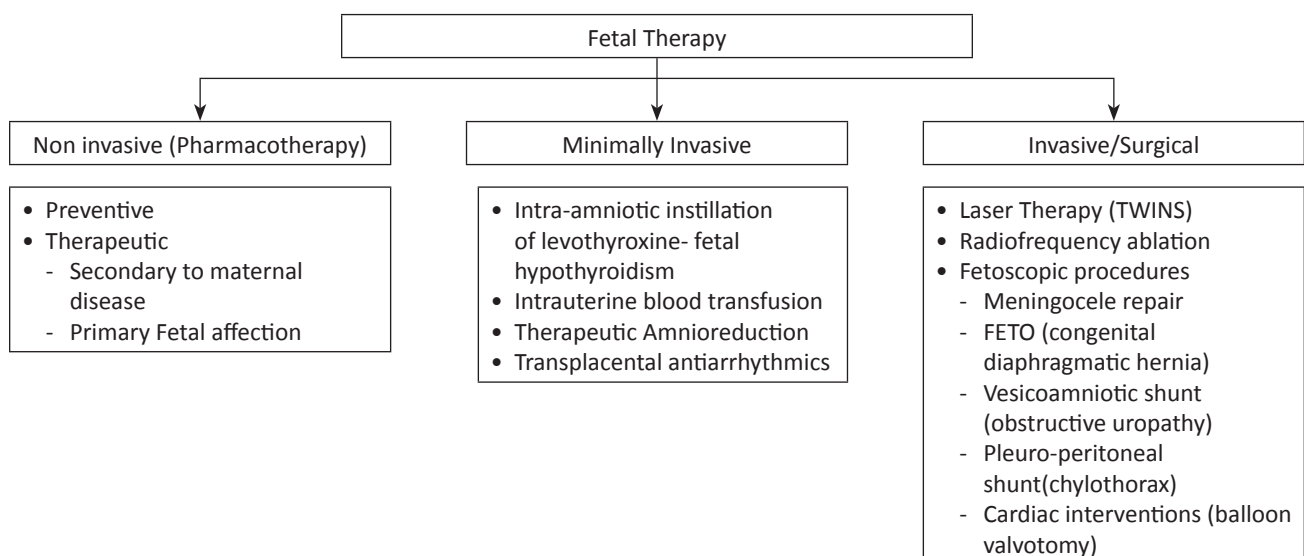 Fetal Therapy
Non invasive (Pharmacotherapy)
• Preventive
• Therapeutic
- Secondary to maternal
disease
- Primary Fetal affection
Minimally Invasive
• Intra-amniotic instillation
of levothyroxine- fetal
hypothyroidism
• Intrauterine blood transfusion
• Therapeutic Amnioreduction
• Transplacental antiarrhythmics
Invasive/Surgical
• Laser Therapy (TWINS)
• Radiofrequency ablation
• Fetoscopic procedures
- Meningocele repair
- FETO (congenital
diaphragmatic hernia)
- Vesicoamniotic shunt
(obstructive uropathy)
- Pleuro-peritoneal
shunt(chylothorax)
- Cardiac interventions (balloon
valvotomy)